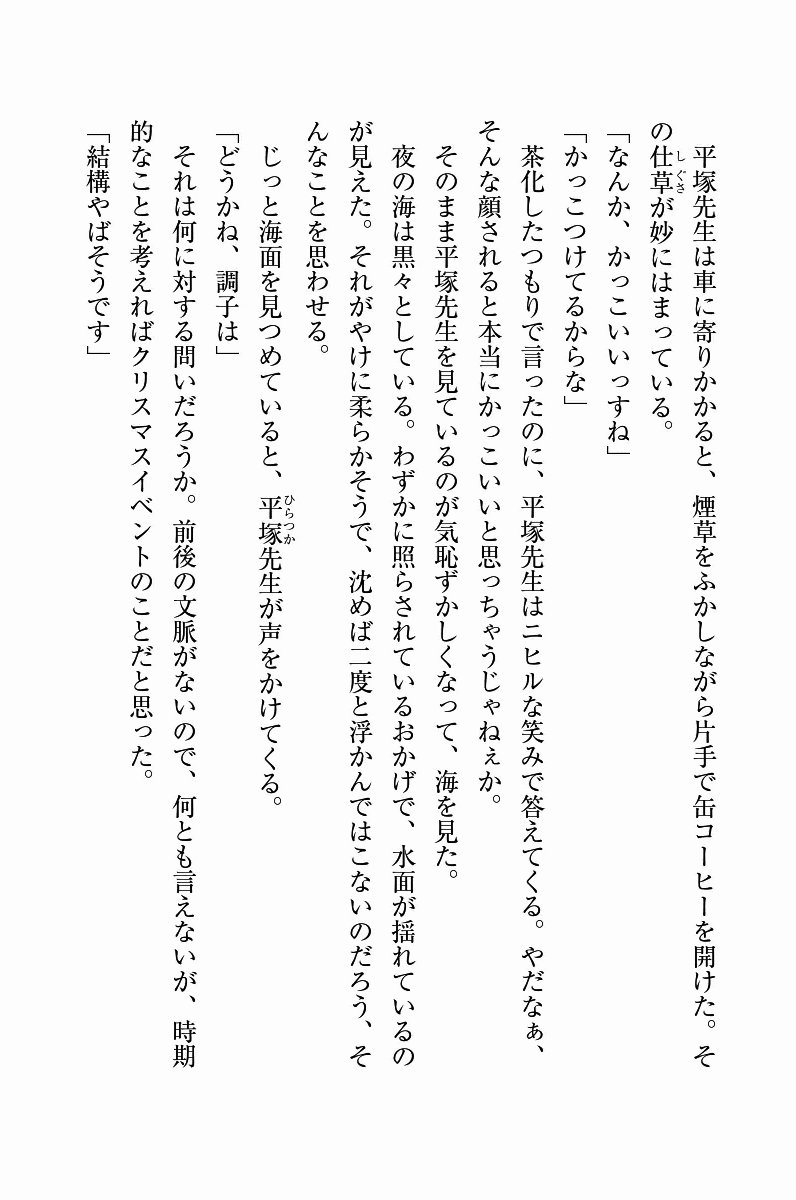 平塚先生は車に寄りかかると、煙草をふかしながら片手で缶コーヒーを開けた。そ
の仕草が妙にはまっている。
「なんか、かっこいいっすね」
「かっこつけてるからな」
　茶化したつもりで言ったのに、平塚先生はニヒルな笑みで答えてくる。やだなぁ、
そんな顔されると本当にかっこいいと思っちゃうじゃねぇか。
　そのまま平塚先生を見ているのが気恥ずかしくなって、海を見た。
　夜の海は黒々としている。わずかに照らされているおかげで、水面が揺れているの
が見えた。それがやけに柔らかそうで、沈めば二度と浮かんではこないのだろう、そ
んなことを思わせる。
　じっと海面を見つめていると、平塚先生が声をかけてくる。
「どうかね、調子は」
　それは何に対する問いだろうか。前後の文脈がないので、何とも言えないが、時期
的なことを考えればクリスマスイベントのことだと思った。
「結構やばそうです」